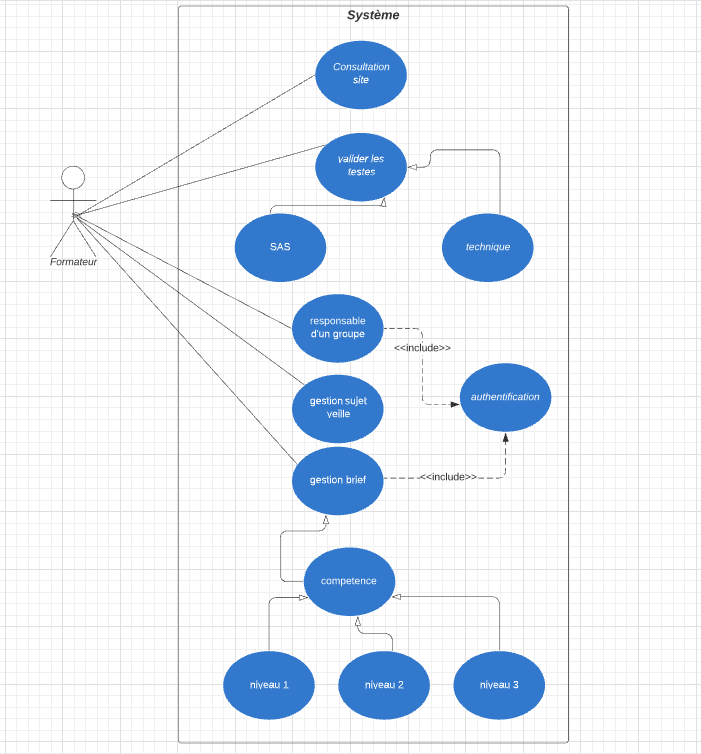 Système
Consultation
site
valider les
testes
SAS
technique
Formateur
responsable
d'un groupe
<<include>>
gestion sujet
veille
authentification
gestion brief
<<include>>
competence
niveau 1
niveau 2
niveau 3